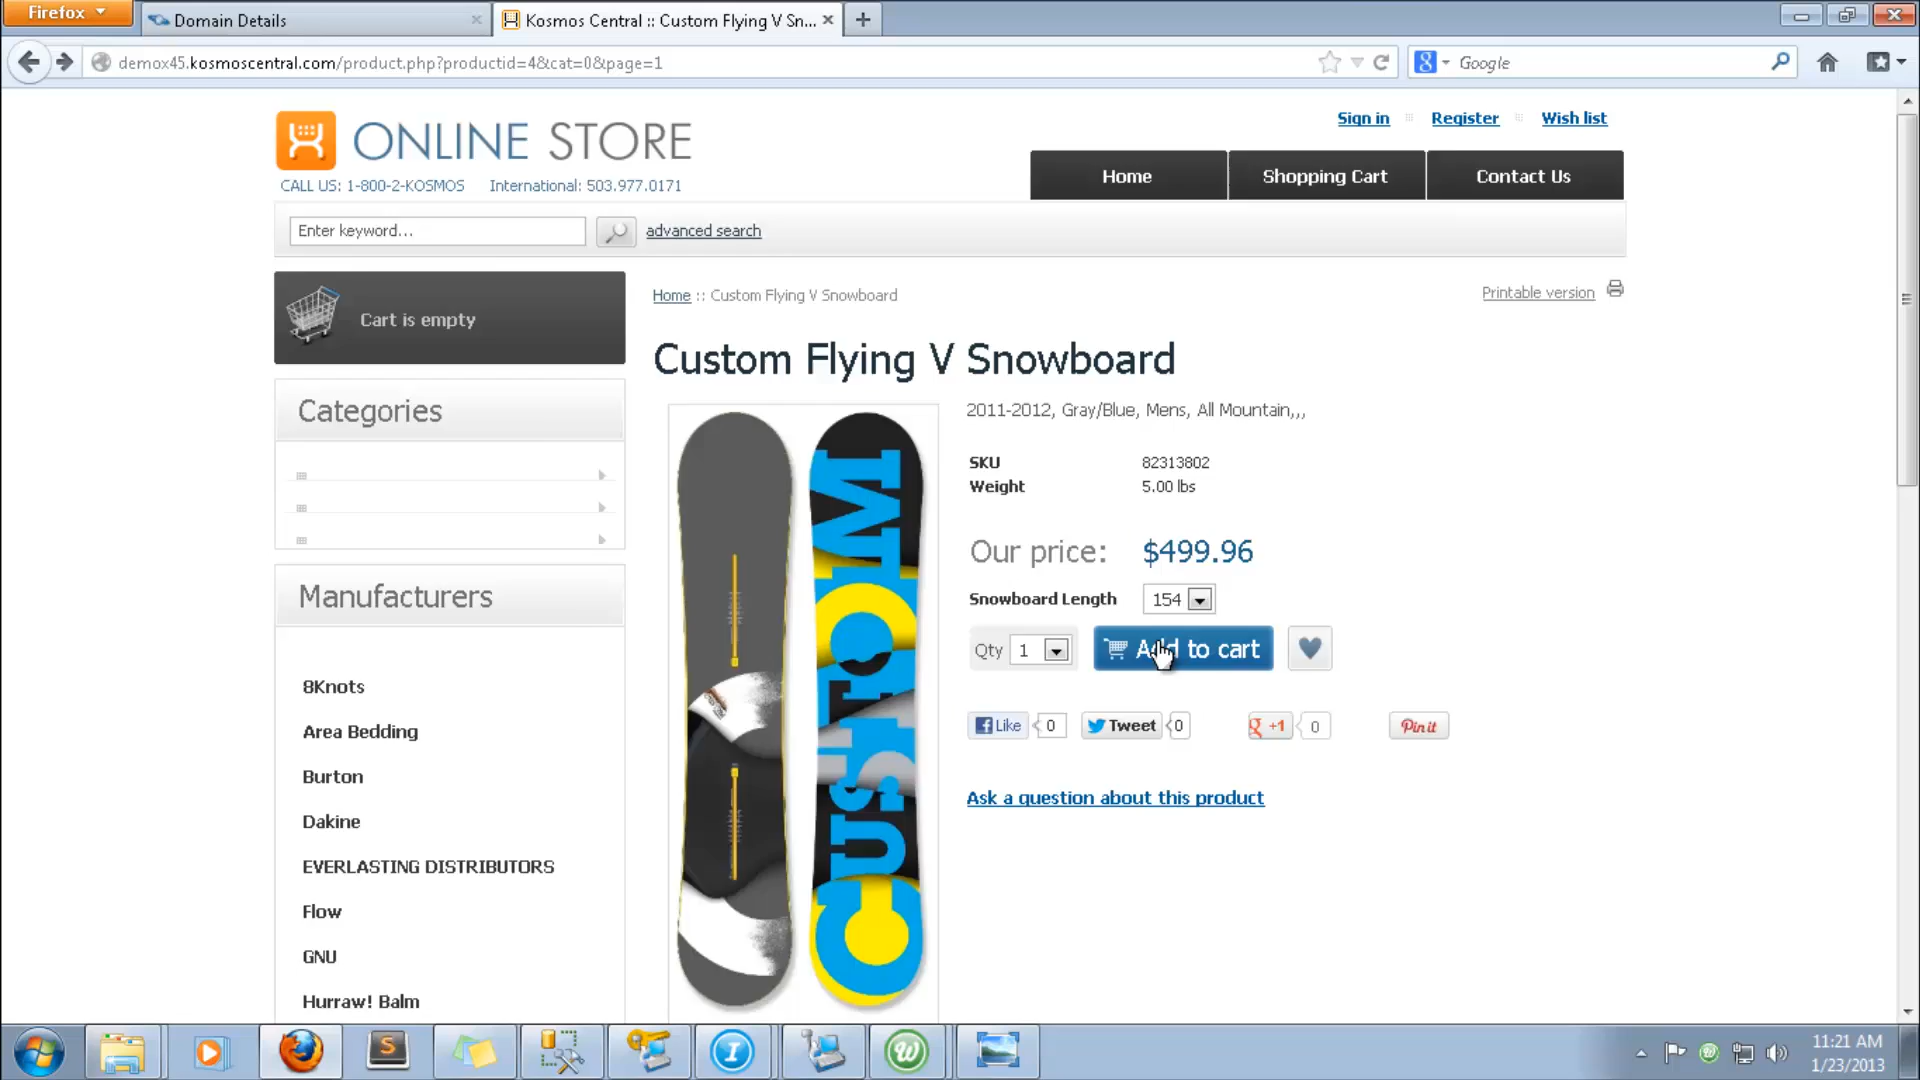 Firefox
Domain Details
Kosmos Central :: Custom Flying V Sn...
demox45.kosmoscentral.com/product.php?productid=4&cat=0&page=1
Google
ONLINE STORE
CALL US: 1-800-2-KOSMOS International: 503.977.0171
Sign in
Register
Wish list
Home
Shopping Cart
Contact Us
Enter keyword...
advanced search
Cart is empty
Home :: Custom Flying V Snowboard
Printable version
Custom Flying V Snowboard
Categories
2011-2012, Gray/Blue, Mens, All Mountain,,,
SKU 82313802
Weight 5.00 lbs
Our price: $499.96
Snowboard Length 154
Qty 1
Add to cart
Like 0
Tweet 0
+1 0
Pin it
Ask a question about this product
CUSTOM
Manufacturers
8Knots
Area Bedding
Burton
Dakine
EVERLASTING DISTRIBUTORS
Flow
GNU
Hurraw! Balm
11:21 AM
1/23/2013